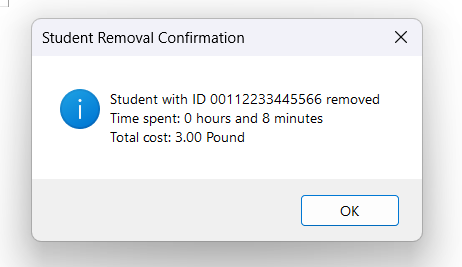 Student Removal Confirmation
Student with ID 00112233445566 removed
Time spent: 0 hours and 8 minutes
Total cost: 3.00 Pound
OK